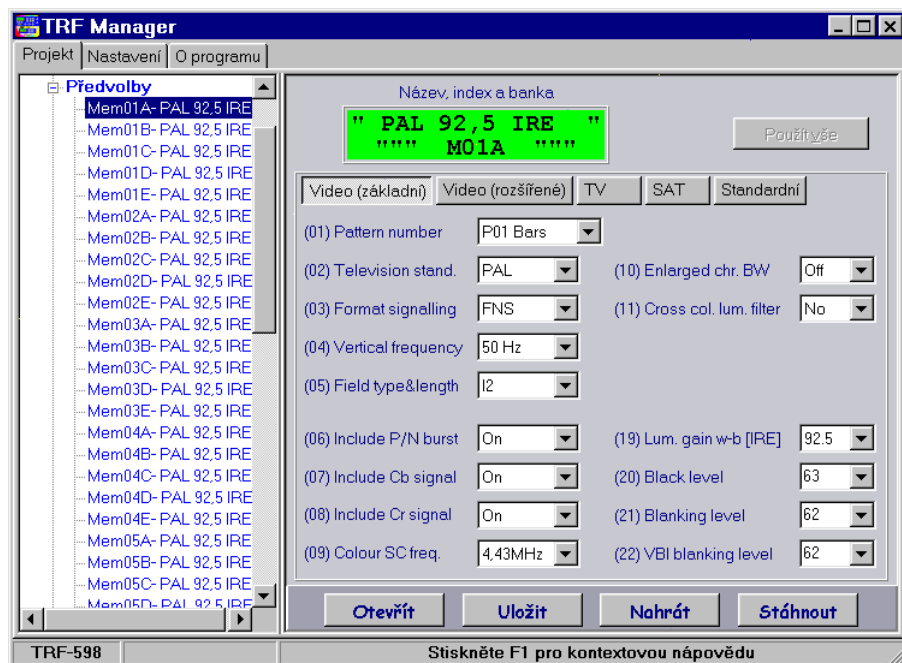 TRF Manager
Projekt Nastavení O programu
Předvolby
Mem01A- PAL 92,5 IRE
Mem01B- PAL 92,5 IRE
Mem01C- PAL 92,5 IRE
Mem01D- PAL 92,5 IRE
Mem01E- PAL 92,5 IRE
Mem02A- PAL 92,5 IRE
Mem02B- PAL 92,5 IRE
Mem02C- PAL 92,5 IRE
Mem02D- PAL 92,5 IRE
Mem02E- PAL 92,5 IRE
Mem03A- PAL 92,5 IRE
Mem03B- PAL 92,5 IRE
Mem03C- PAL 92,5 IRE
Mem03D- PAL 92,5 IRE
Mem03E- PAL 92,5 IRE
Mem04A- PAL 92,5 IRE
Mem04B- PAL 92,5 IRE
Mem04C- PAL 92,5 IRE
Mem04D- PAL 92,5 IRE
Mem04E- PAL 92,5 IRE
Mem05A- PAL 92,5 IRE
Mem05B- PAL 92,5 IRE
Mem05C- PAL 92,5 IRE
Mem05D- PAL 92,5 IRE
Název, index a banka
" PAL 92,5 IRE "
""" M01A """
Použít vše
Video (základní) Video (rozšířené) TV SAT Standardní
(01) Pattern number P01 Bars
(02) Television stand. PAL (10) Enlarged chr. BW Off
(03) Format signalling FNS (11) Cross col. lum. filter No
(04) Vertical frequency 50 Hz
(05) Field type&length I2
(06) Include P/N burst On (19) Lum. gain w-b [IRE] 92.5
(07) Include Cb signal On (20) Black level 63
(08) Include Cr signal On (21) Blanking level 62
(09) Colour SC freq. 4,43MHz (22) VBI blanking level 62
Otevřít Uložit Nahrát Stáhnout
TRF-598 Stiskněte F1 pro kontextovou nápovědu